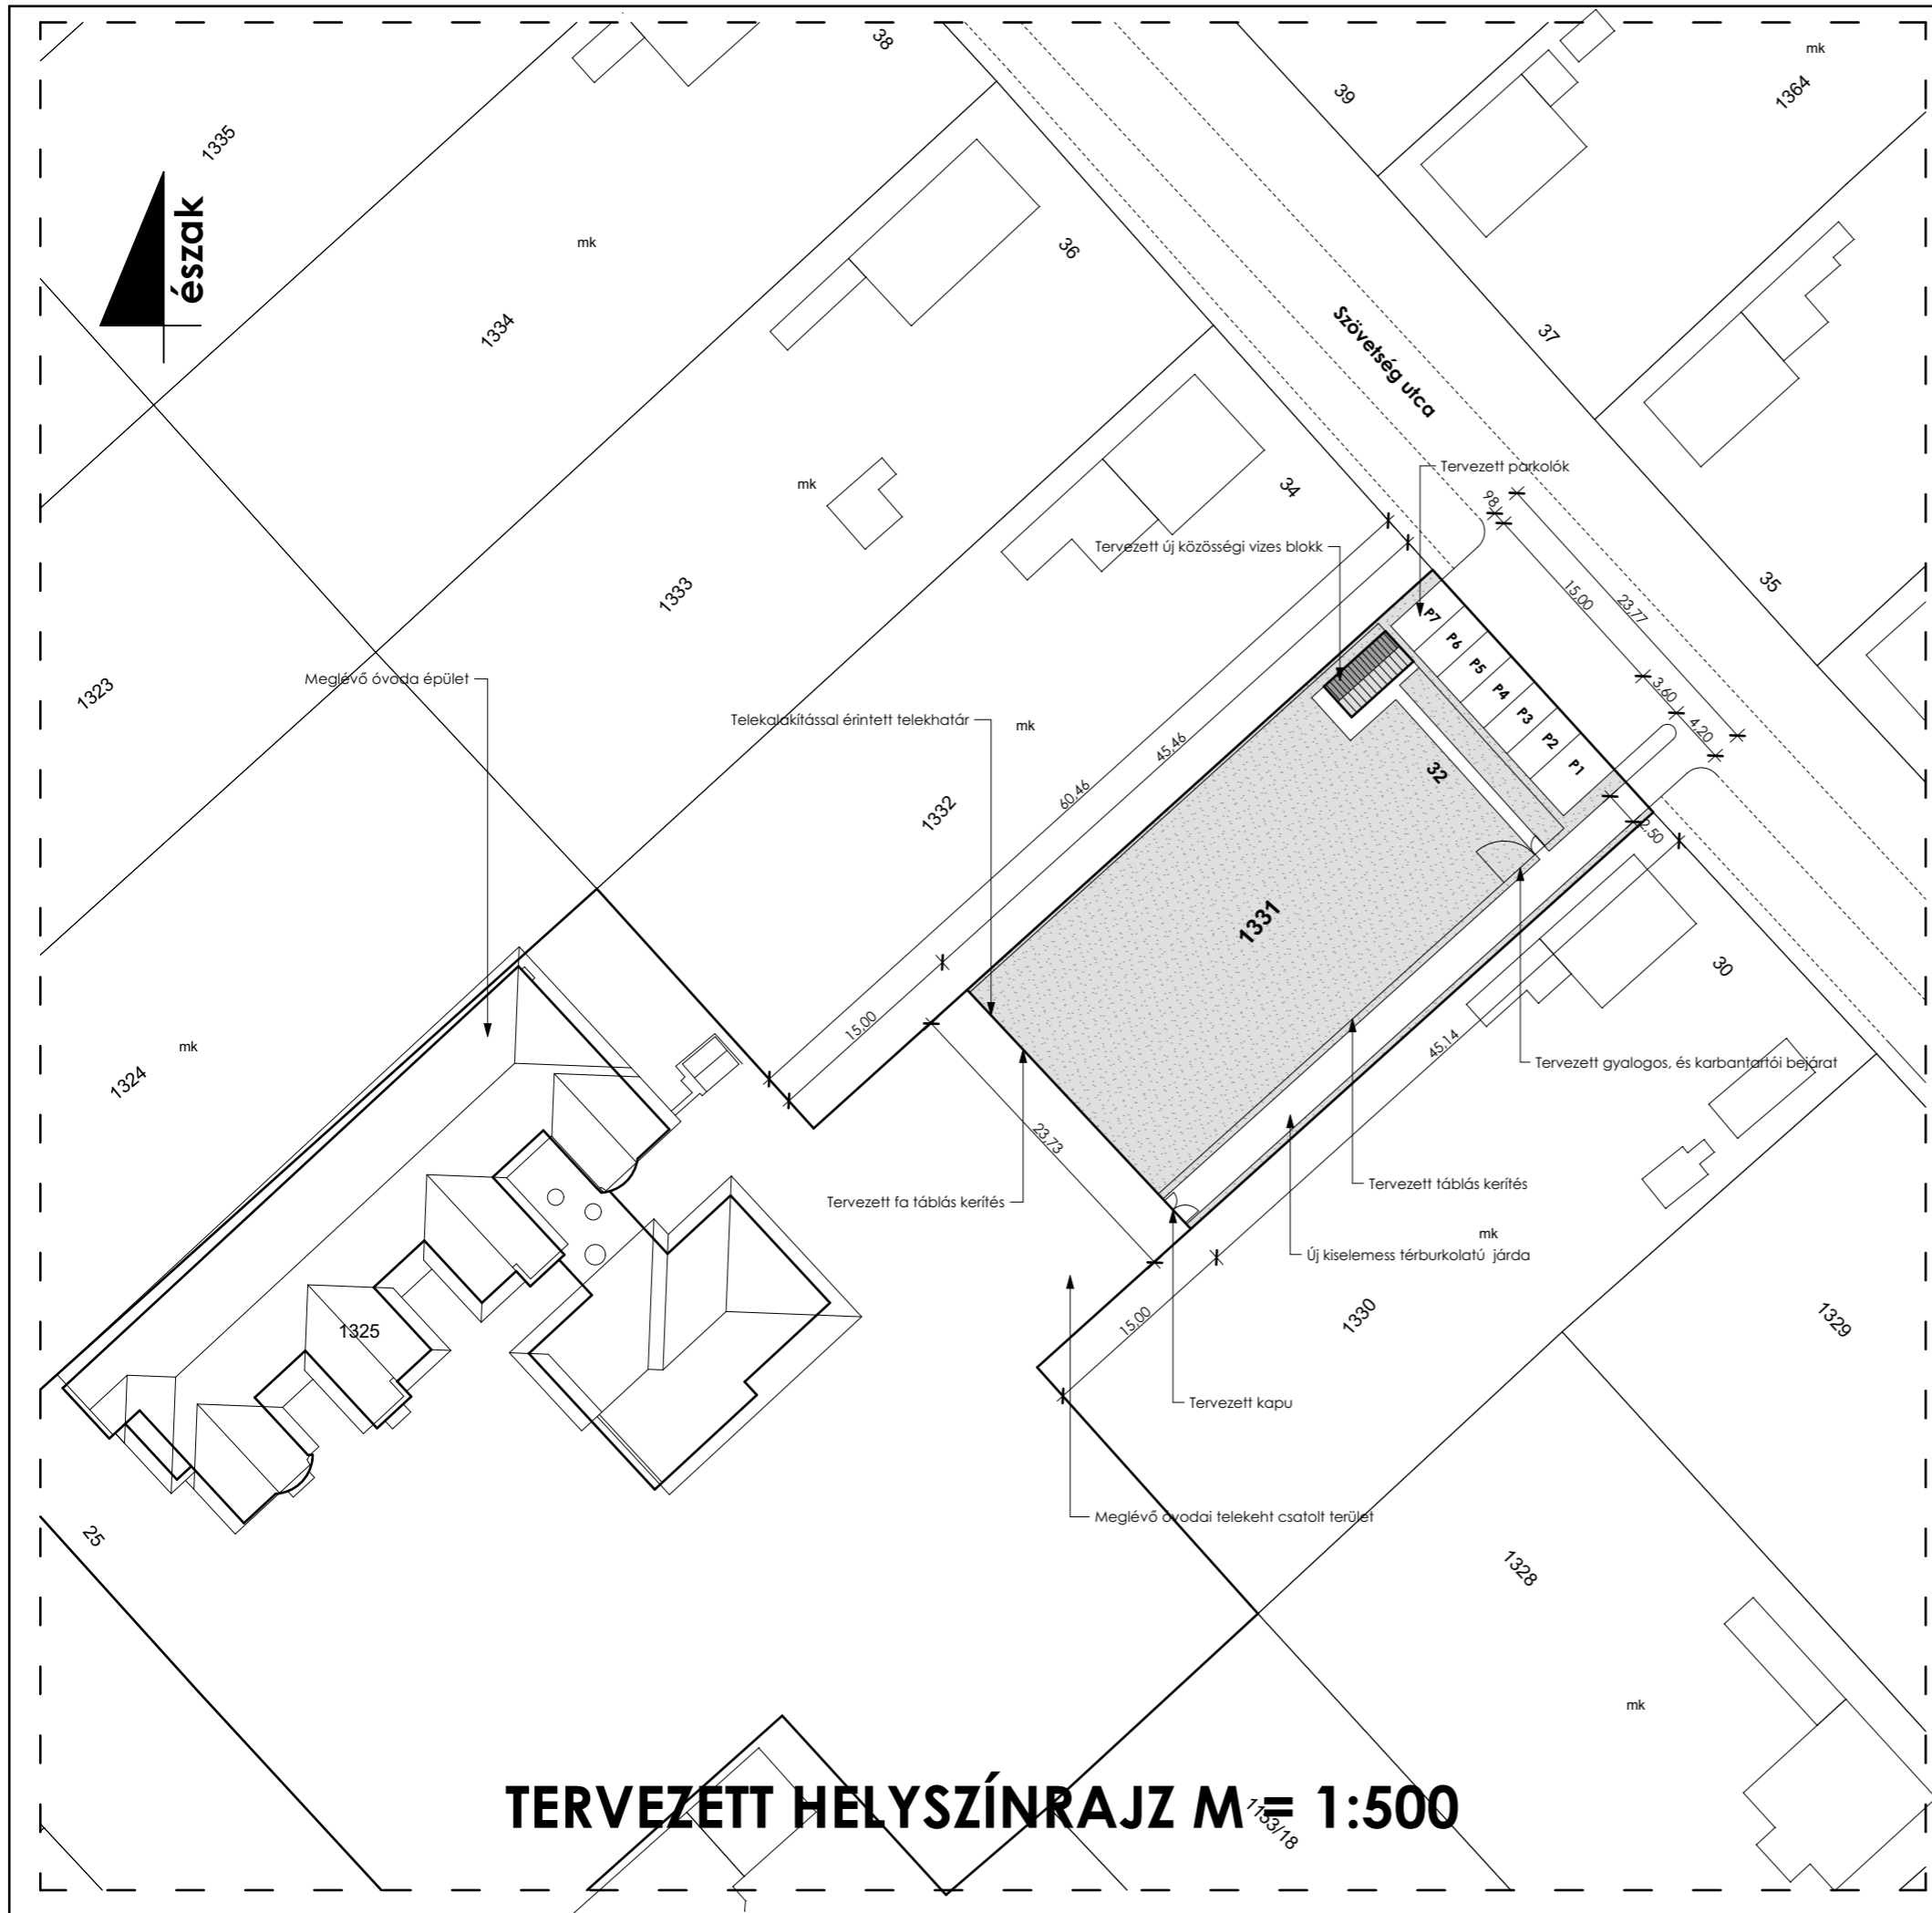 38
mk
39
1364
1335
észak
mk
36
1334
Szövetség utca
37
Tervezett parkolók
mk
34
98
Tervezett új közösségi vizes blokk
35
15,00
23,77
1333
P7
P6
P5
P4
P3
P2
P1
Meglévő óvoda épület
1323
3,60
4,20
Telekalakítással érintett telekhatár
mk
45,46
60,46
32
1332
2,50
1331
30
15,00
45,14
mk
1324
Tervezett gyalogos, és karbantartói bejárat
23,73
Tervezett táblás kerítés
Tervezett fa táblás kerítés
mk
Új kiselemess térburkolatú járda
1325
15,00
1330
1329
Tervezett kapu
Meglévő óvodai telekeht csatolt terület
25
1328
mk
TERVEZETT HELYSZÍNRAJZ M = 1:500
1153/18